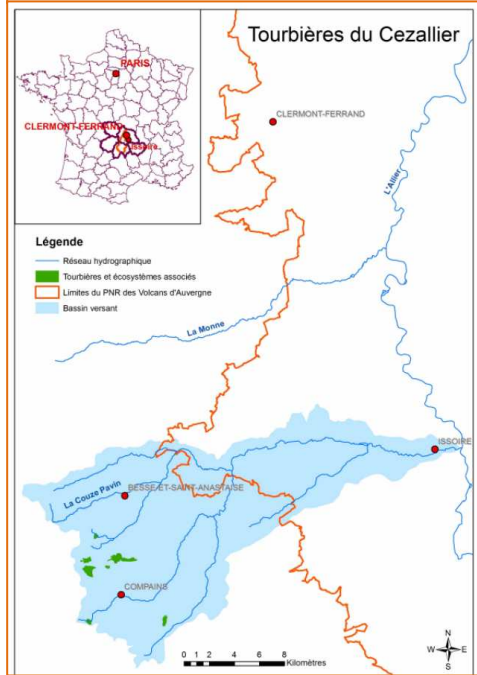 Tourbières du Cezallier
PARIS
CLERMONT-FERRAND
Issoire
CLERMONT-FERRAND
L'Allier
Légende
Réseau hydrographique
Tourbières et écosystèmes associés
Limites du PNR des Volcans d'Auvergne
Bassin versant
La Monne
ISSOIRE
La Couze Pavin
BESSE-ET-SAINT-ANASTAISE
COMPAINS
0 1 2 4 6 8
Kilomètres
N
W E
S